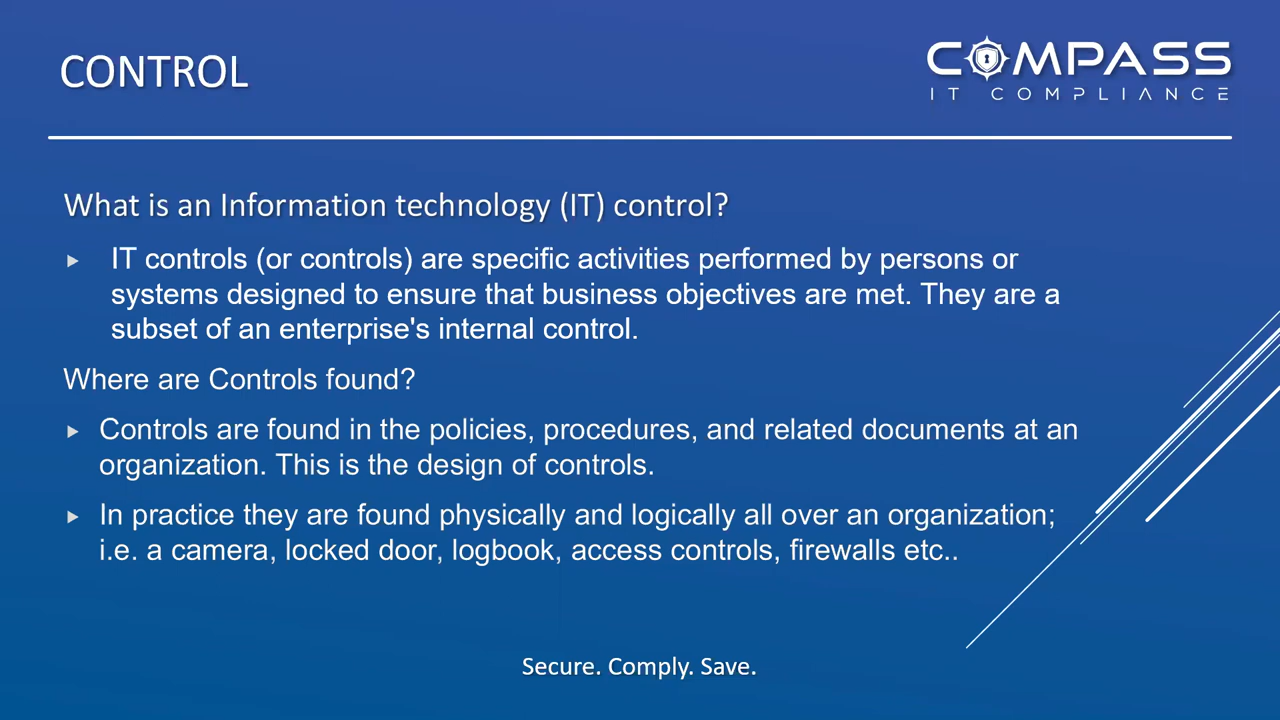 CONTROL
COMPASS
IT COMPLIANCE
What is an Information technology (IT) control?
IT controls (or controls) are specific activities performed by persons or
systems designed to ensure that business objectives are met. They are a
subset of an enterprise's internal control.
Where are Controls found?
Controls are found in the policies, procedures, and related documents at an
organization. This is the design of controls.
In practice they are found physically and logically all over an organization;
i.e. a camera, locked door, logbook, access controls, firewalls etc..
Secure. Comply. Save.